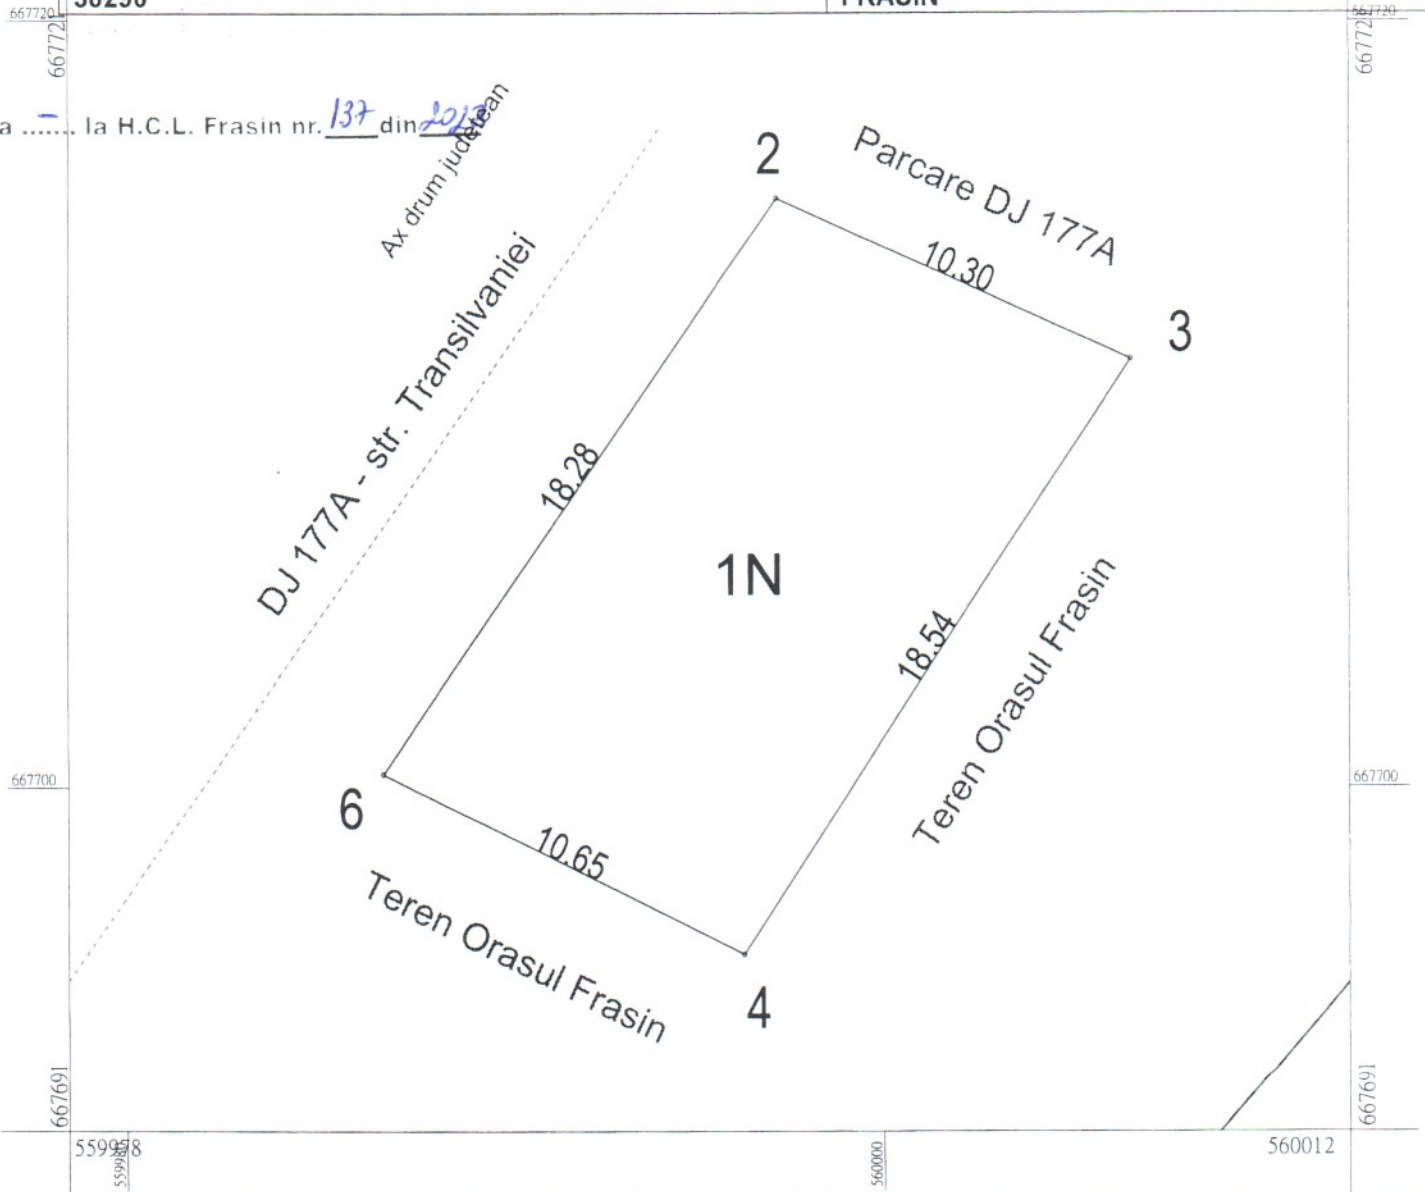 667720
667720
66772
66772
a ....... la H.C.L. Frasin nr. 137 din
Ax drum judetean
2
Parcare DJ 177A
10.30
3
DJ 177A - str. Transilvaniei
18.28
1N
18.54
Teren Orasul Frasin
667700
667700
6
10.65
Teren Orasul Frasin
4
667691
667691
560012
560000